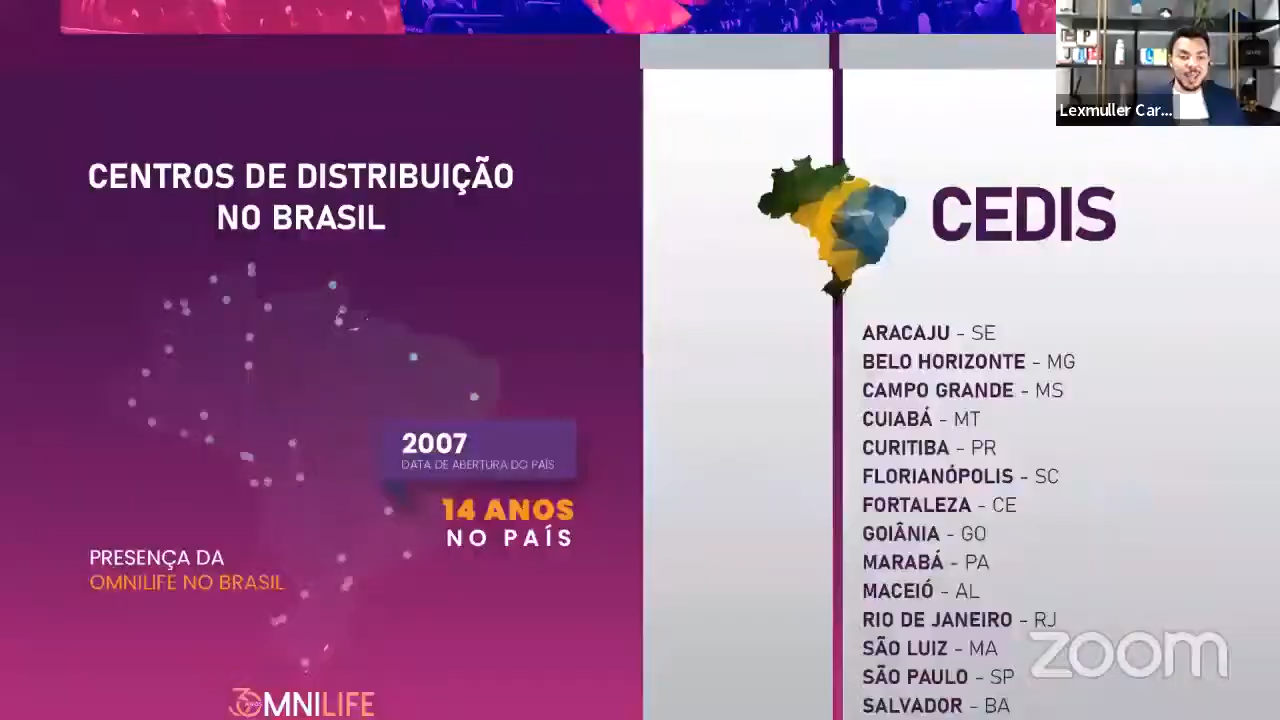 Lexmuller Car...
CENTROS DE DISTRIBUIÇÃO
NO BRASIL
2007
DATA DE ABERTURA DO PAÍS
14 ANOS
NO PAÍS
PRESENÇA DA
OMNILIFE NO BRASIL
OMNILIFE
CEDIS
ARACAJU - SE
BELO HORIZONTE - MG
CAMPO GRANDE - MS
CUIABÁ - MT
CURITIBA - PR
FLORIANÓPOLIS - SC
FORTALEZA - CE
GOIÂNIA - GO
MARABÁ - PA
MACEIÓ - AL
RIO DE JANEIRO - RJ
SÃO LUIZ - MA
SÃO PAULO - SP
SALVADOR - BA
zoom